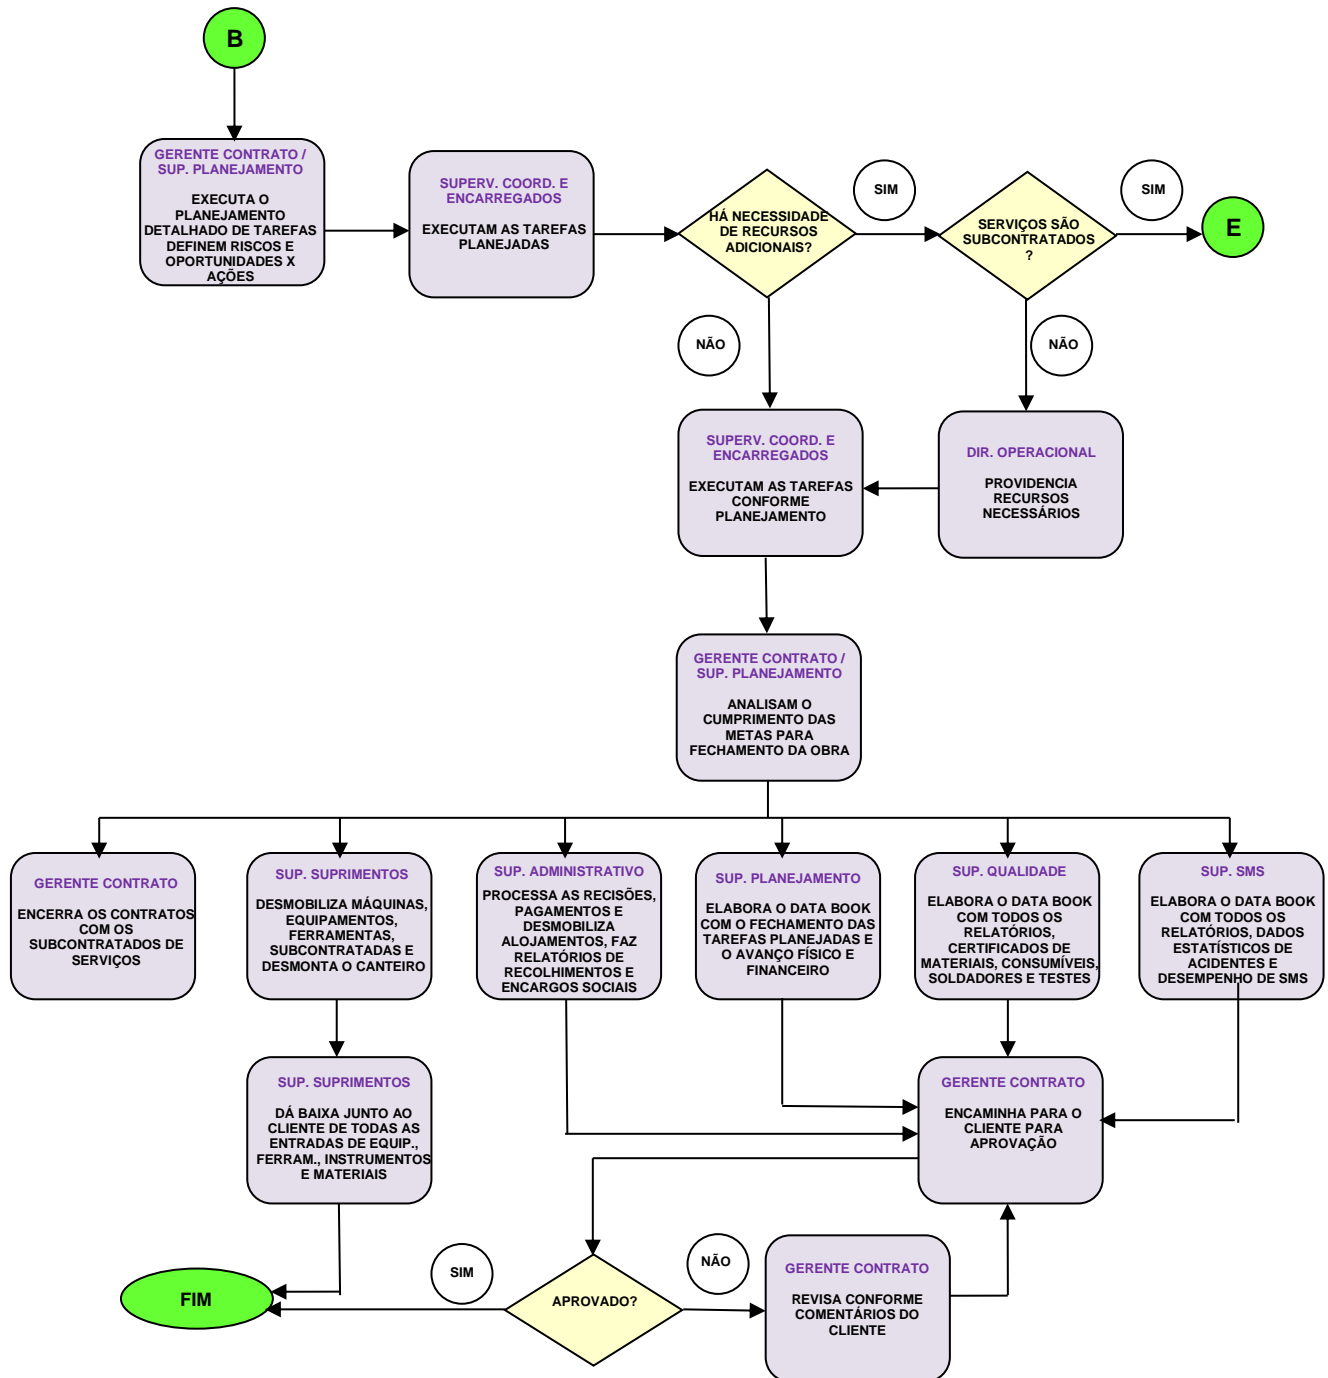 B
GERENTE CONTRATO /
SUP. PLANEJAMENTO
EXECUTA O
PLANEJAMENTO
DETALHADO DE TAREFAS
DEFINEM RISCOS E
OPORTUNIDADES X
AÇÕES
SUPERV. COORD. E
ENCARREGADOS
EXECUTAM AS TAREFAS
PLANEJADAS
HÁ NECESSIDADE
DE RECURSOS
ADICIONAIS?
SIM
SERVIÇOS SÃO
SUBCONTRATADOS
?
SIM
E
NÃO
NÃO
SUPERV. COORD. E
ENCARREGADOS
EXECUTAM AS TAREFAS
CONFORME
PLANEJAMENTO
DIR. OPERACIONAL
PROVIDENCIA
RECURSOS
NECESSÁRIOS
GERENTE CONTRATO /
SUP. PLANEJAMENTO
ANALISAM O
CUMPRIMENTO DAS
METAS PARA
FECHAMENTO DA OBRA
GERENTE CONTRATO
ENCERRA OS CONTRATOS
COM OS
SUBCONTRATADOS DE
SERVIÇOS
SUP. SUPRIMENTOS
DESMOBILIZA MÁQUINAS,
EQUIPAMENTOS,
FERRAMENTAS,
SUBCONTRATADAS E
DESMONTA O CANTEIRO
SUP. ADMINISTRATIVO
PROCESSA AS RECISÕES,
PAGAMENTOS E
DESMOBILIZA
ALOJAMENTOS, FAZ
RELATÓRIOS DE
RECOLHIMENTOS E
ENCARGOS SOCIAIS
SUP. PLANEJAMENTO
ELABORA O DATA BOOK
COM O FECHAMENTO DAS
TAREFAS PLANEJADAS E
O AVANÇO FÍSICO E
FINANCEIRO
SUP. QUALIDADE
ELABORA O DATA BOOK
COM TODOS OS
RELATÓRIOS,
CERTIFICADOS DE
MATERIAIS, CONSUMÍVEIS,
SOLDADORES E TESTES
SUP. SMS
ELABORA O DATA BOOK
COM TODOS OS
RELATÓRIOS, DADOS
ESTATÍSTICOS DE
ACIDENTES E
DESEMPENHO DE SMS
SUP. SUPRIMENTOS
DÁ BAIXA JUNTO AO
CLIENTE DE TODAS AS
ENTRADAS DE EQUIP.,
FERRAM., INSTRUMENTOS
E MATERIAIS
GERENTE CONTRATO
ENCAMINHA PARA O
CLIENTE PARA
APROVAÇÃO
FIM
SIM
APROVADO?
NÃO
GERENTE CONTRATO
REVISA CONFORME
COMENTÁRIOS DO
CLIENTE